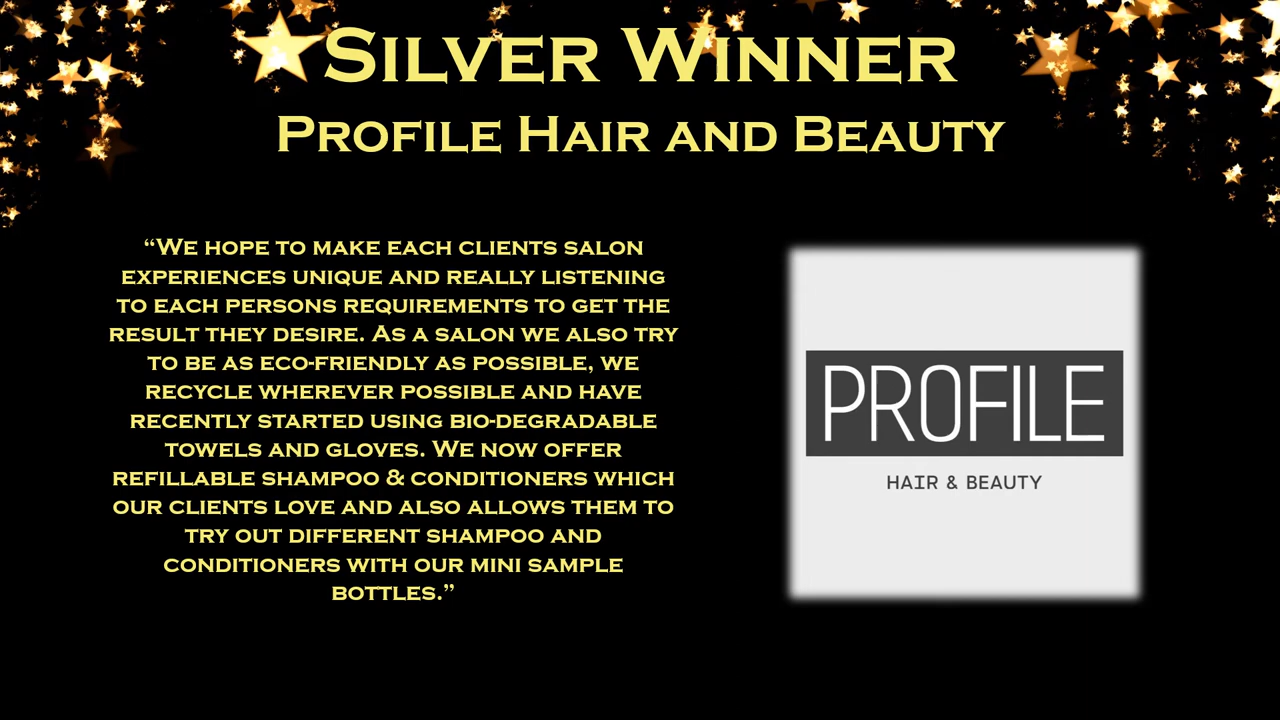 Silver Winner
Profile Hair and Beauty
“We hope to make each clients salon
experiences unique and really listening
to each persons requirements to get the
result they desire. As a salon we also try
to be as eco-friendly as possible, we
recycle wherever possible and have
recently started using bio-degradable
towels and gloves. We now offer
refillable shampoo & conditioners which
our clients love and also allows them to
try out different shampoo and
conditioners with our mini sample
bottles.”
PROFILE
HAIR & BEAUTY